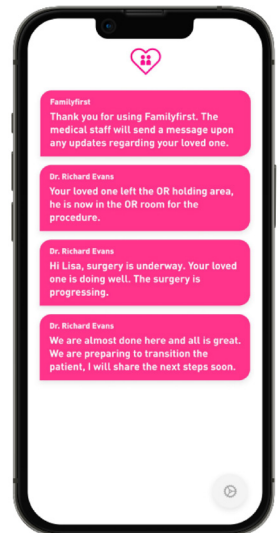 Familyfirst
Thank you for using Familyfirst. The
medical staff will send a message upon
any updates regarding your loved one.
Dr. Richard Evans
Your loved one left the OR holding area,
he is now in the OR room for the
procedure.
Dr. Richard Evans
Hi Lisa, surgery is underway. Your loved
one is doing well. The surgery is
progressing.
Dr. Richard Evans
We are almost done here and all is great.
We are preparing to transition the
patient, I will share the next steps soon.